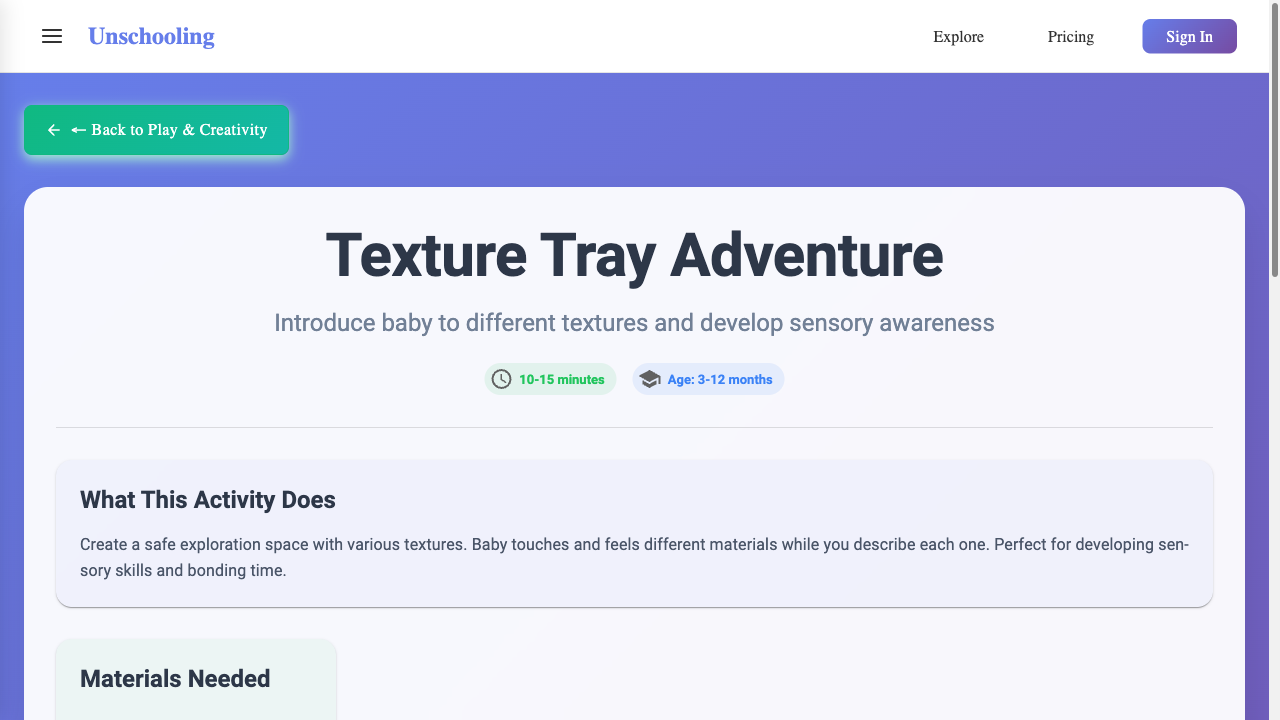 Unschooling
Explore
Pricing
Sign In
← Back to Play & Creativity
Texture Tray Adventure
Introduce baby to different textures and develop sensory awareness
10-15 minutes
Age: 3-12 months
What This Activity Does
Create a safe exploration space with various textures. Baby touches and feels different materials while you describe each one. Perfect for developing sen-
sory skills and bonding time.
Materials Needed